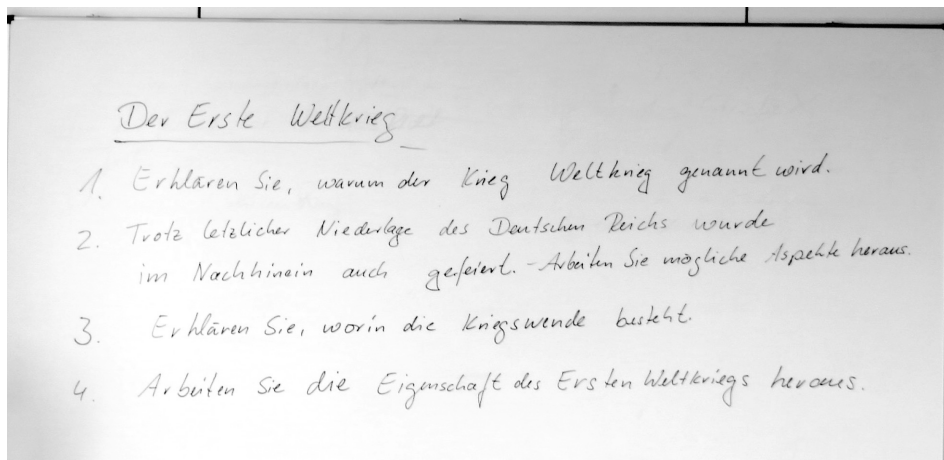 Der Erste Weltkrieg
1. Erklären Sie, warum der Krieg Weltkrieg genannt wird.
2. Trotz letzlicher Niederlage des Deutschen Reichs wurde
im Nachhinein auch gefeiert. - Arbeiten Sie mögliche Aspekte heraus.
3. Erklären Sie, worin die Kriegswende besteht.
4. Arbeiten Sie die Eigenschaft des Ersten Weltkriegs heraus.